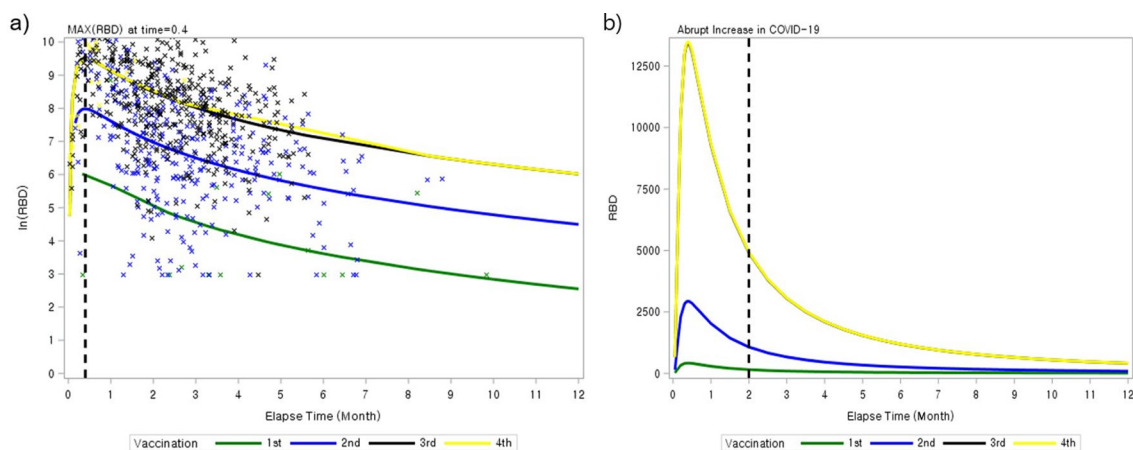 a)
MAX(RBD) at time=0.4
10
9
8
7
6
5
4
3
2
1
0
ln(RBD)
0 1 2 3 4 5 6 7 8 9 10 11 12
Elapse Time (Month)
Vaccination 1st 2nd 3rd 4th
b)
Abrupt Increase in COVID-19
12500
10000
7500
5000
2500
0
RBD
0 1 2 3 4 5 6 7 8 9 10 11 12
Elapse Time (Month)
Vaccination 1st 2nd 3rd 4th